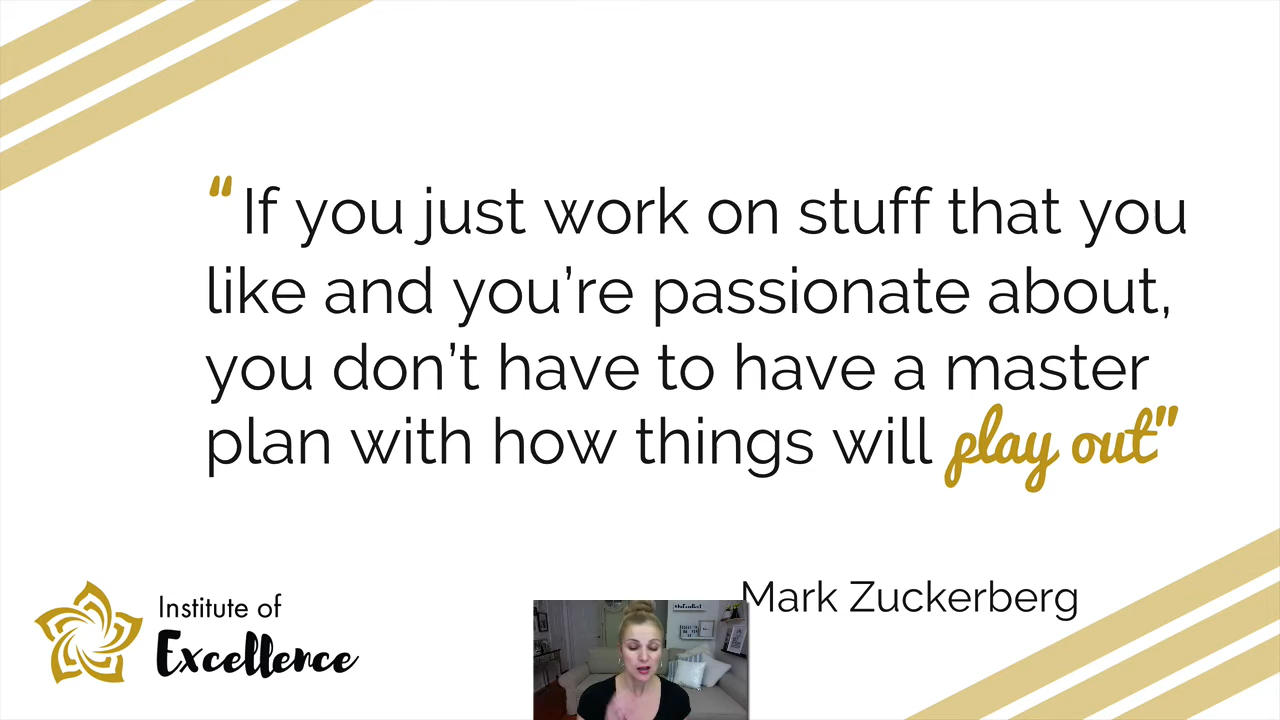 “If you just work on stuff that you
like and you’re passionate about,
you don’t have to have a master
plan with how things will play out”
Mark Zuckerberg
Institute of
Excellence